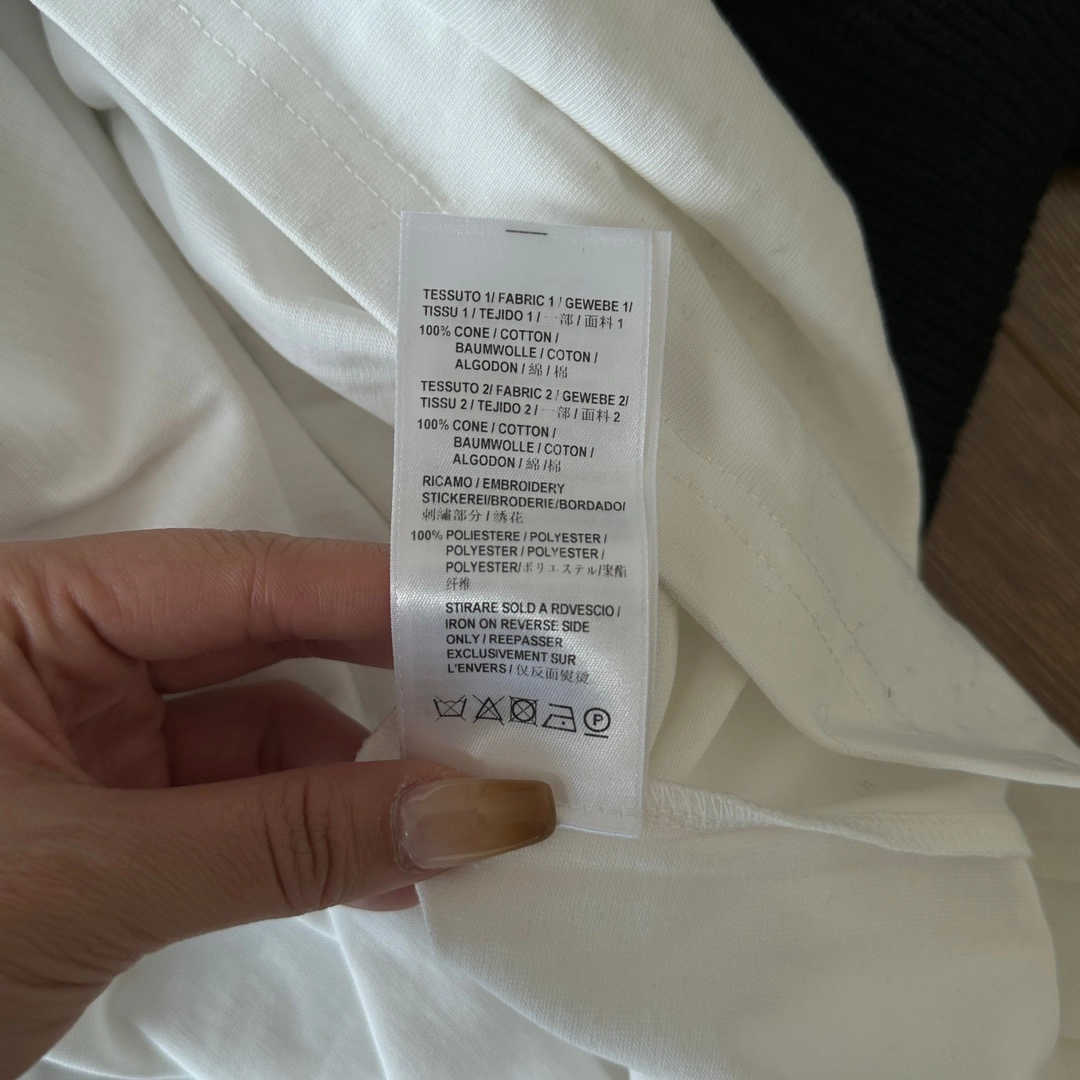 TESSUTO 1/ FABRIC 1 / GEWEBE 1/
TISSU 1 / TEJIDO 1 / 一部 / 面料 1
100% CONE / COTTON /
BAUMWOLLE / COTON /
ALGODON / 綿 / 棉
TESSUTO 2/ FABRIC 2 / GEWEBE 2/
TISSU 2 / TEJIDO 2 / 一部 / 面料 2
100% CONE / COTTON /
BAUMWOLLE / COTON /
ALGODON / 綿 /棉
RICAMO / EMBROIDERY
STICKEREI/BRODERIE/BORDADO/
刺繍部分 / 绣花
100% POLIESTERE / POLYESTER /
POLYESTER / POLYESTER /
POLYESTER/ポリエステル/聚酯
纤维
STIRARE SOLD A RDVESCIO /
IRON ON REVERSE SIDE
ONLY / REEPASSER
EXCLUSIVEMENT SUR
L'ENVERS / 仅反面熨烫
P